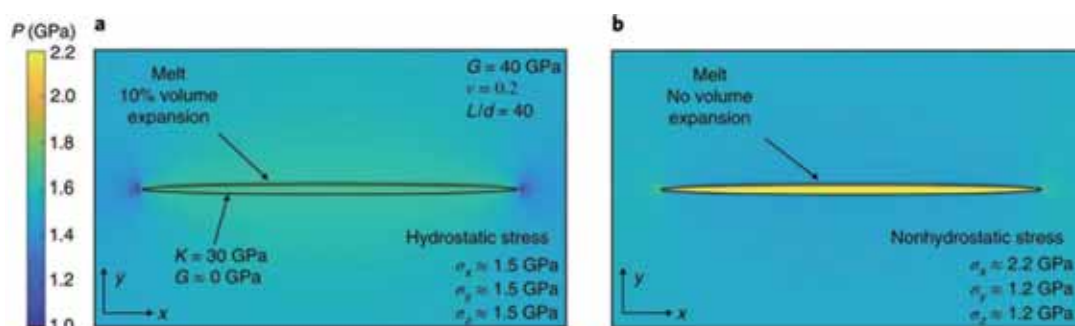 P (GPa)
2.2
2.0
1.8
1.6
1.4
1.2
1.0
a
Melt
10% volume
expansion
G = 40 GPa
v = 0.2
L/d = 40
K = 30 GPa
G = 0 GPa
Hydrostatic stress
σx ≈ 1.5 GPa
σy ≈ 1.5 GPa
σz ≈ 1.5 GPa
y
x
b
Melt
No volume
expansion
Nonhydrostatic stress
σx ≈ 2.2 GPa
σy ≈ 1.2 GPa
σz ≈ 1.2 GPa
y
x